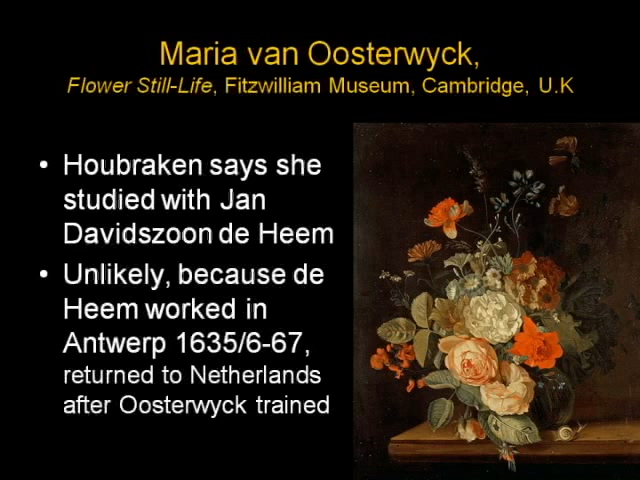 Maria van Oosterwyck,
Flower Still-Life, Fitzwilliam Museum, Cambridge, U.K
• Houbraken says she
studied with Jan
Davidszoon de Heem
• Unlikely, because de
Heem worked in
Antwerp 1635/6-67,
returned to Netherlands
after Oosterwyck trained